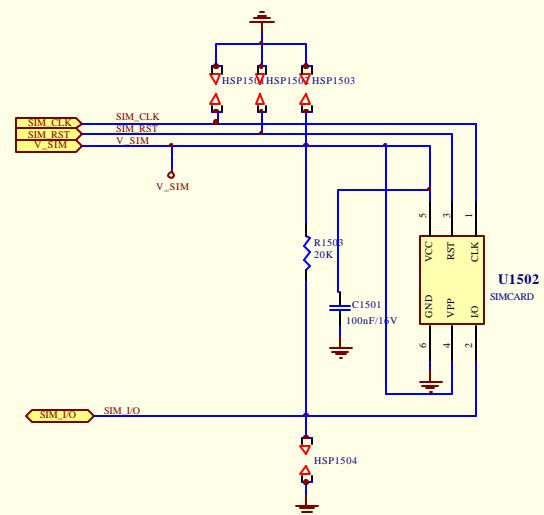 HSP1501 HSP1502 HSP1503
SIM_CLK SIM_CLK
SIM_RST SIM_RST
V_SIM V_SIM
V_SIM
R1503
20K
C1501
100nF/16V
5 3 1
VCC RST CLK
U1502
SIMCARD
GND VPP I/O
6 4 2
SIM_I/O SIM_I/O
HSP1504